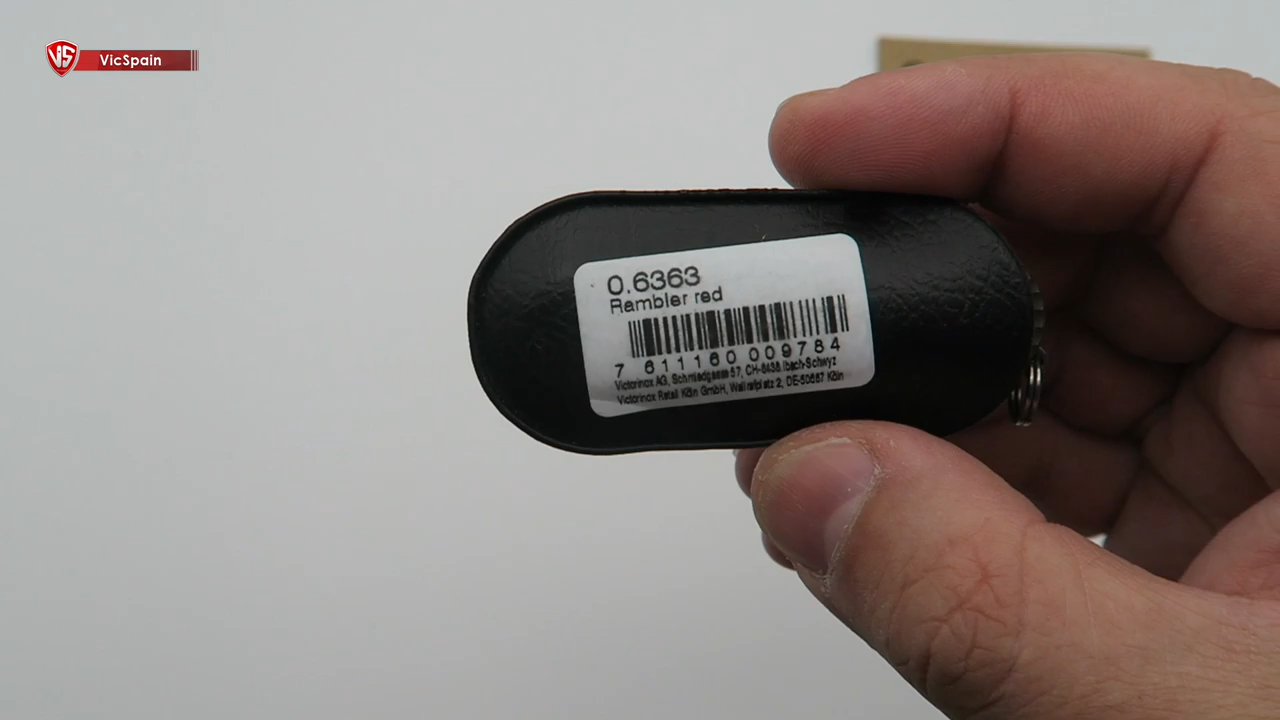 VS VicSpain
0.6363
Rambler red
7 611160 009784
Victorinox AG, Schmiedgasse 57, CH-6438 Ibach-Schwyz
Victorinox Retail Köln GmbH, Wallrafplatz 2, DE-50667 Köln